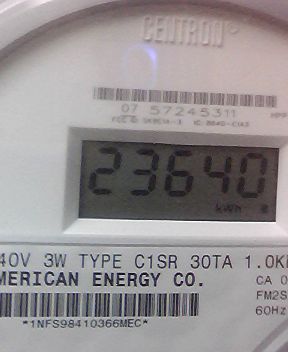 CENTRON®
07 57245311
23640
kWh
40V 3W TYPE C1SR 30TA 1.0K
MERICAN ENERGY CO.
CA 0
FM2S
60Hz
*1NFS98410366MEC*